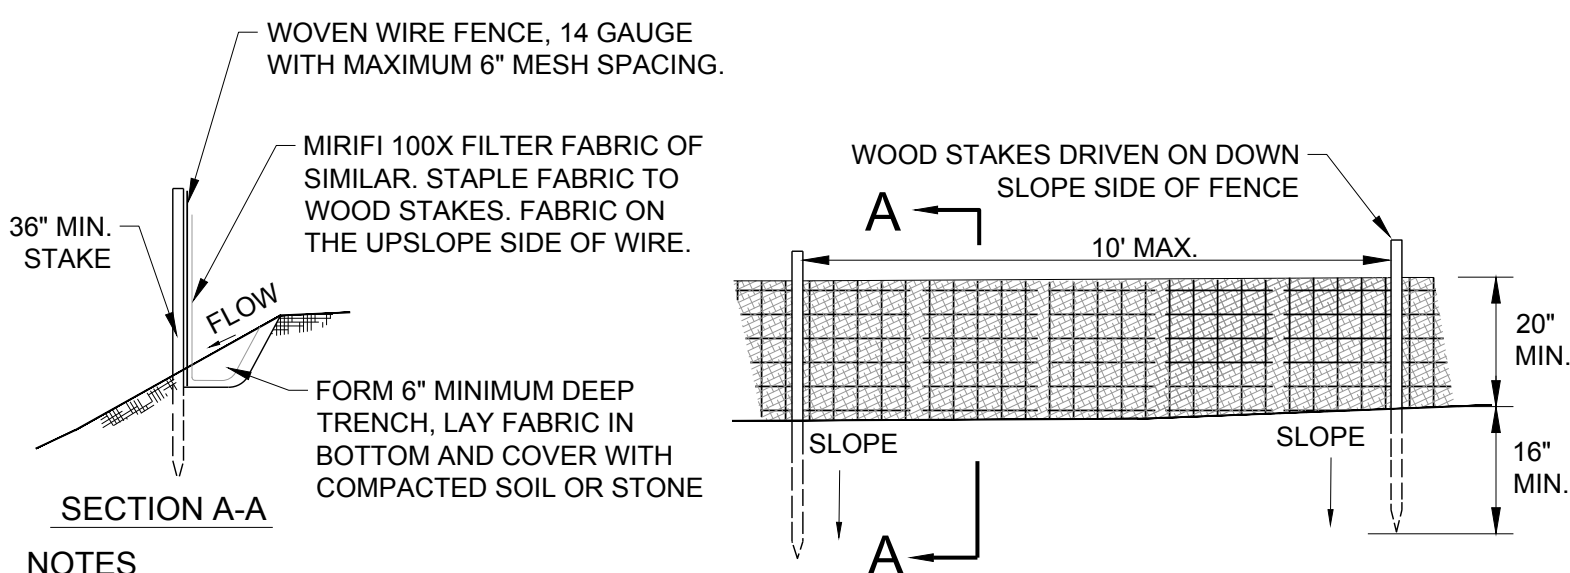 WOVEN WIRE FENCE, 14 GAUGE
WITH MAXIMUM 6" MESH SPACING.
MIRIFI 100X FILTER FABRIC OF
SIMILAR. STAPLE FABRIC TO
WOOD STAKES. FABRIC ON
THE UPSLOPE SIDE OF WIRE.
36" MIN.
STAKE
FLOW
FORM 6" MINIMUM DEEP
TRENCH, LAY FABRIC IN
BOTTOM AND COVER WITH
COMPACTED SOIL OR STONE
SECTION A-A
NOTES
WOOD STAKES DRIVEN ON DOWN
SLOPE SIDE OF FENCE
A
10' MAX.
20"
MIN.
SLOPE
SLOPE
16"
MIN.
A